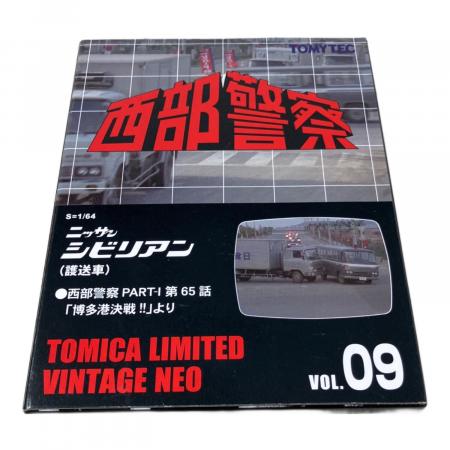 TOMYTEC
西部警察
S=1/64
ニッサン
シビリアン
(護送車)
●西部警察 PART-I 第65話
「博多港決戦!!」より
TOMICA LIMITED
VINTAGE NEO
VOL.09